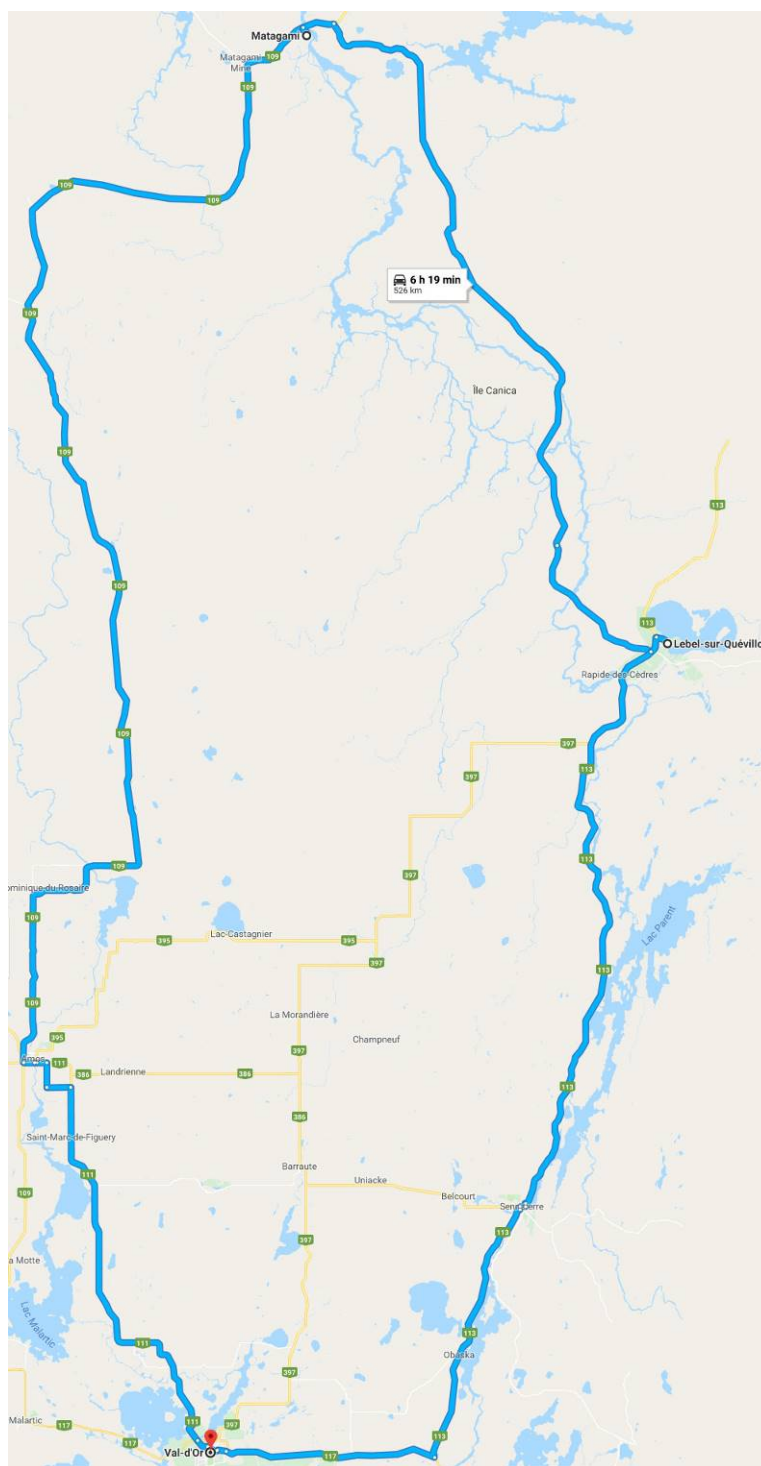 Matagami
109
Matagami
Mine
109
109
109
6 h 19 min
526 km
109
Île Canica
109
113
109
113
Lebel-sur-Quévillo
Rapide-des-Cèdres
109
397
113
397
113
109
397
ominique-du-Rosaire
109
Lac Parent
Lac-Castagnier
395
395
397
113
109
La Morandière
395
Champneuf
397
Amos
111
386
Landrienne
386
113
386
Saint-Marc-de-Figuery
Barraute
111
Uniacke
109
Belcourt
Senneterre
113
397
a Motte
Lac Malartic
113
111
Obaska
397
Malartic
117
111
397
117
Val-d'Or
117
113